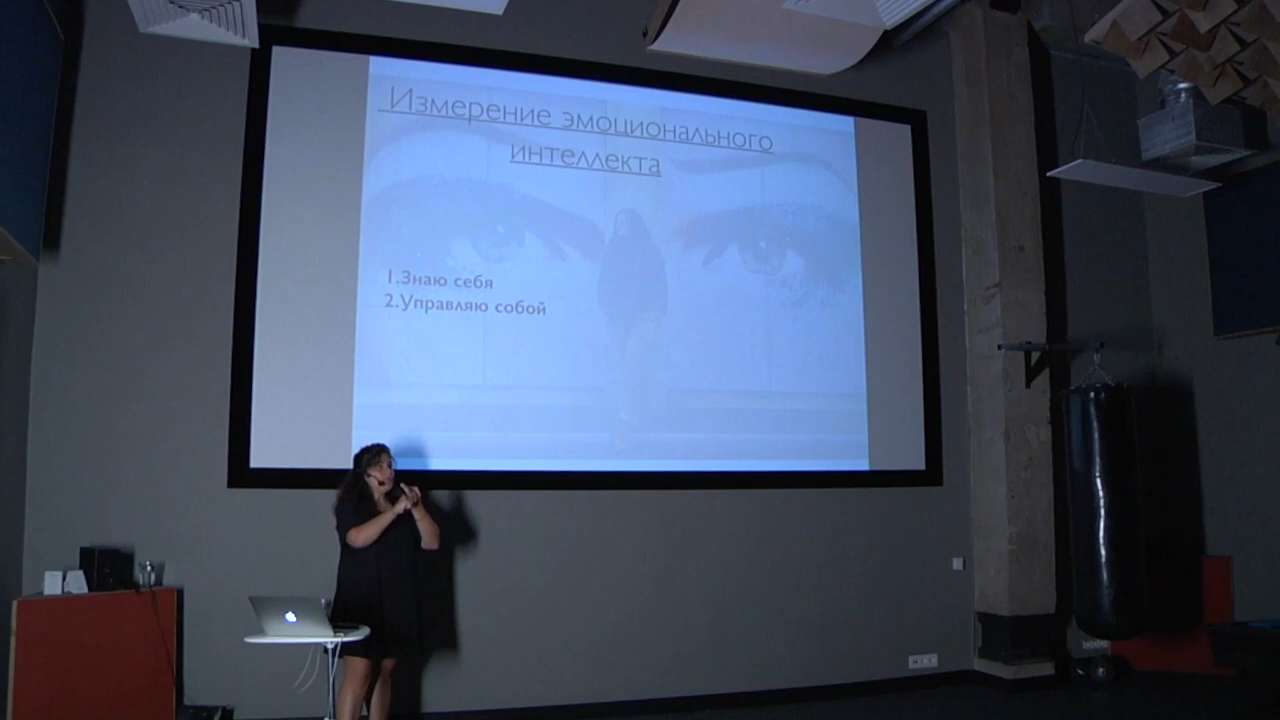 Измерение эмоционального
интеллекта
1.Знаю себя
2.Управляю собой